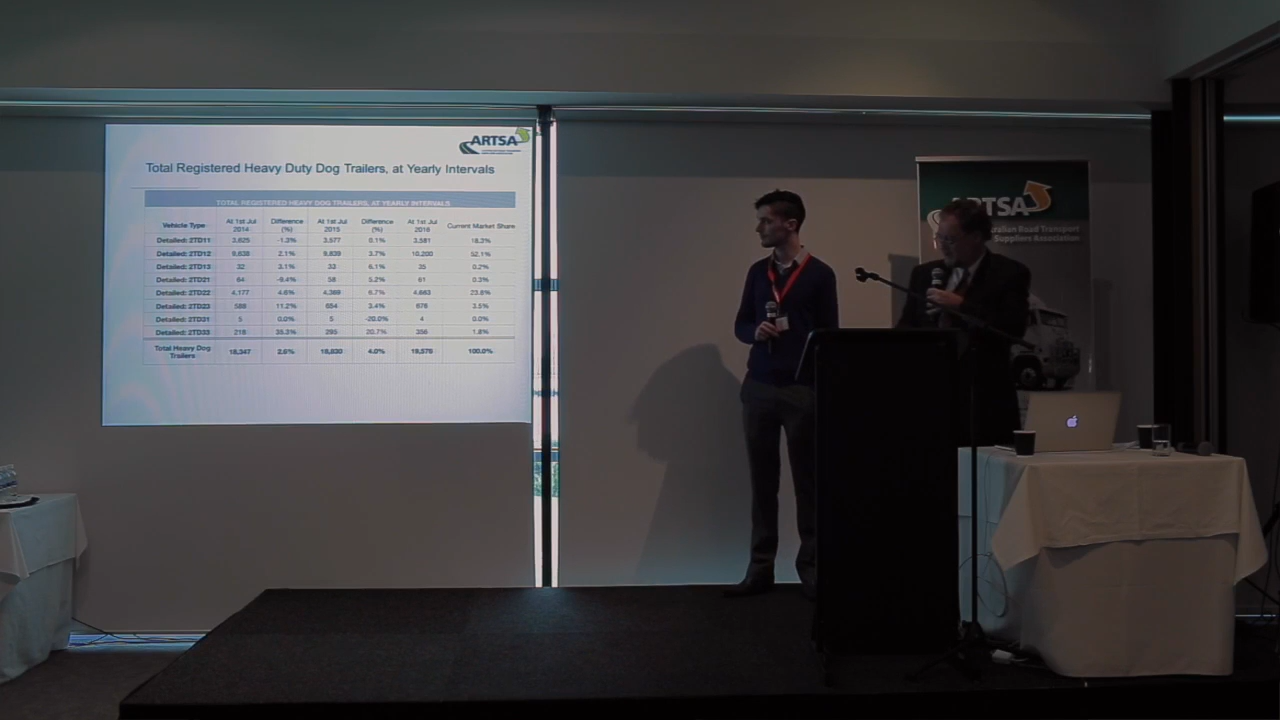 ARTSA
Total Registered Heavy Duty Dog Trailers, at Yearly Intervals
TOTAL REGISTERED HEAVY DOG TRAILERS, AT YEARLY INTERVALS
Vehicle Type At 1st Jul 2014 Difference (%) At 1st Jul 2015 Difference (%) At 1st Jul 2016 Current Market Share
Detailed: 2TD11 3,625 -1.3% 3,577 0.1% 3,581 18.3%
Detailed: 2TD12 9,638 2.1% 9,839 3.7% 10,200 52.1%
Detailed: 2TD13 32 3.1% 33 6.1% 35 0.2%
Detailed: 2TD21 64 -9.4% 58 5.2% 61 0.3%
Detailed: 2TD22 4,177 4.6% 4,369 6.7% 4,663 23.8%
Detailed: 2TD23 588 11.2% 654 3.4% 676 3.5%
Detailed: 2TD31 5 0.0% 5 -20.0% 4 0.0%
Detailed: 2TD33 218 35.3% 295 20.7% 356 1.8%
Total Heavy Dog Trailers 18,347 2.6% 18,830 4.0% 19,576 100.0%
ARTSA
ralian Road Transport
Suppliers Association